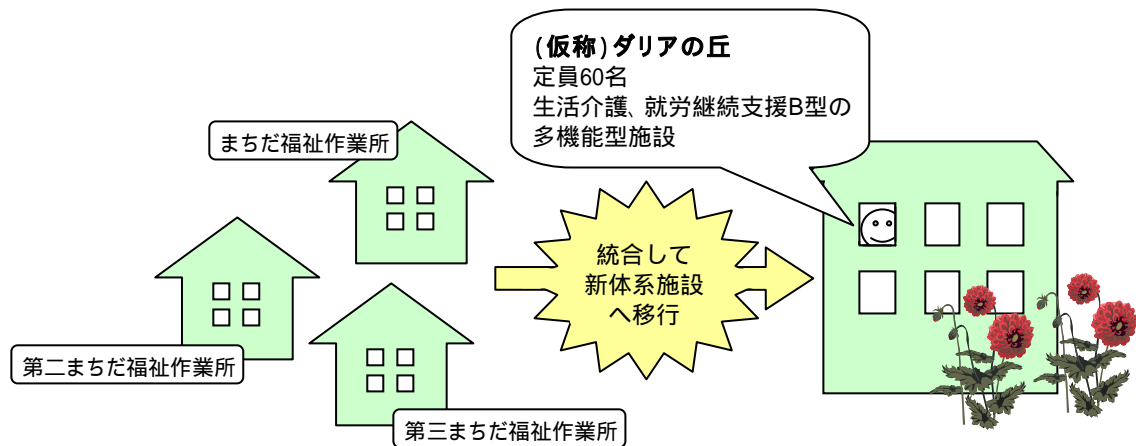 (仮称)ダリアの丘
定員60名
生活介護、就労継続支援B型の
多機能型施設
まちだ福祉作業所
第二まちだ福祉作業所
第三まちだ福祉作業所
統合して
新体系施設
へ移行